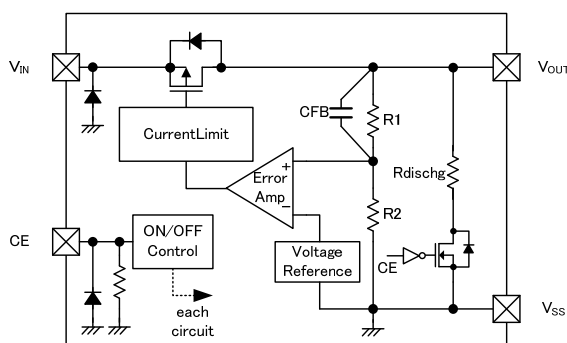 VIN
VOUT
CFB
R1
CurrentLimit
Error
Amp
+
−
Rdischg
R2
CE
ON/OFF
Control
Voltage
Reference
CE
each
circuit
VSS